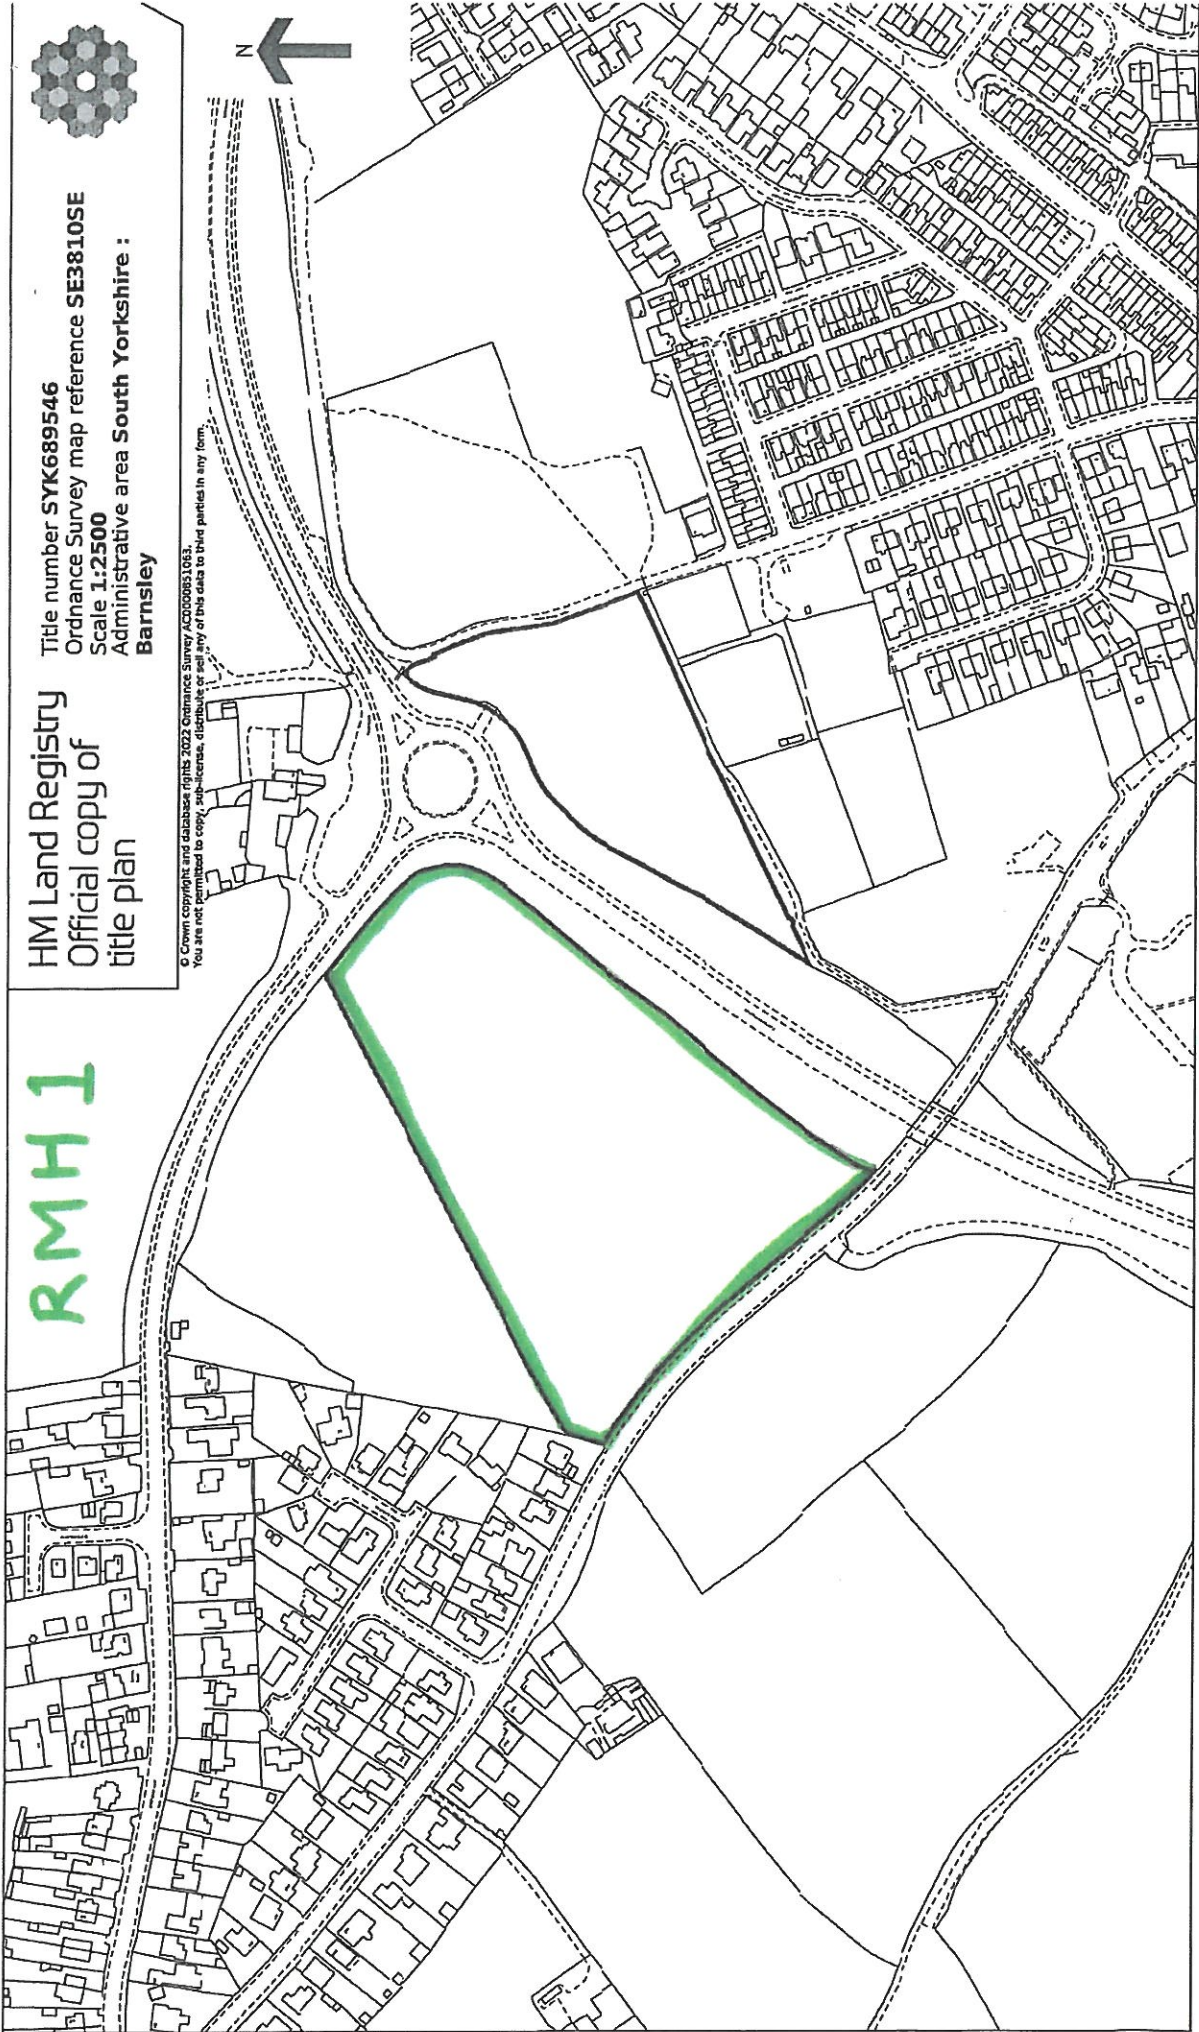 RMH 1
HM Land Registry
Official copy of
title plan
Title number SYK689546
Ordnance Survey map reference SE3810SE
Scale 1:2500
Administrative area South Yorkshire :
Barnsley
© Crown copyright and database rights 2022 Ordnance Survey AC0000851063.
You are not permitted to copy, sub-license, distribute or sell any of this data to third parties in any form.
N